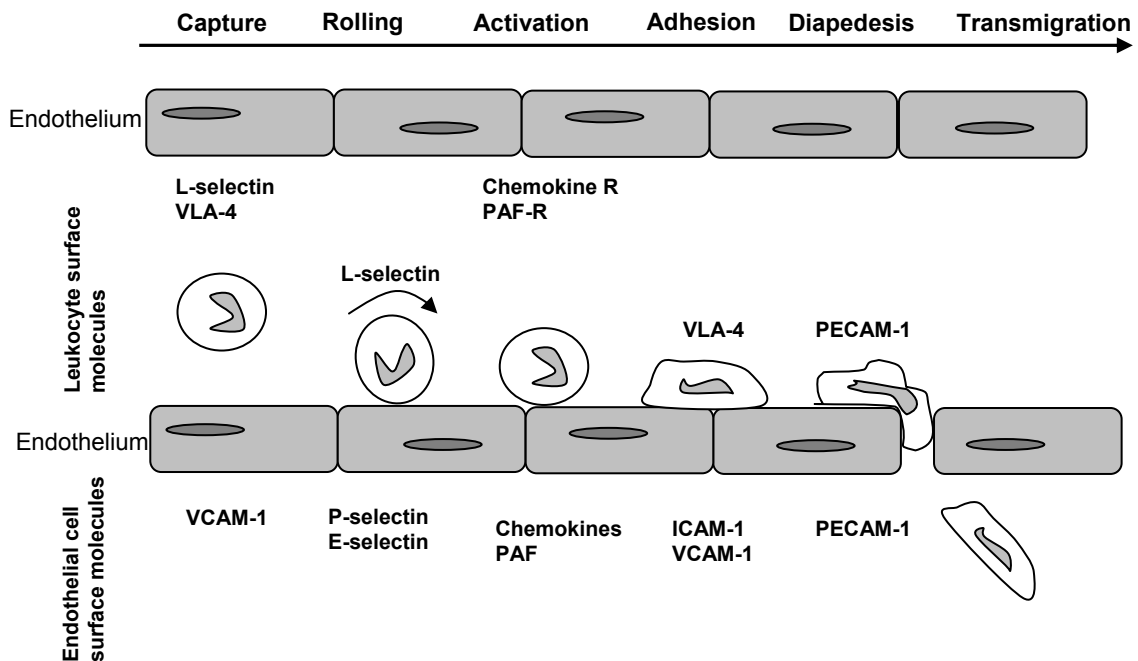 Capture Rolling Activation Adhesion Diapedesis Transmigration
Endothelium
L-selectin
VLA-4
Chemokine R
PAF-R
Leukocyte surface
molecules
L-selectin
VLA-4
PECAM-1
Endothelium
Endothelial cell
surface molecules
VCAM-1
P-selectin
E-selectin
Chemokines
PAF
ICAM-1
VCAM-1
PECAM-1